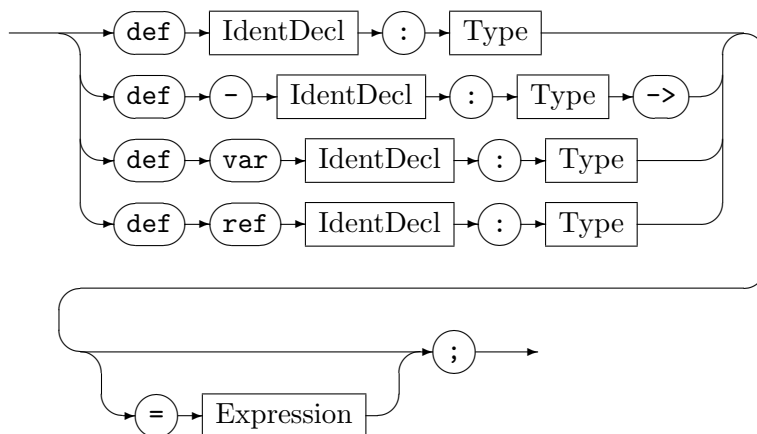 def IdentDecl : Type
def - IdentDecl : Type ->
def var IdentDecl : Type
def ref IdentDecl : Type
;
= Expression